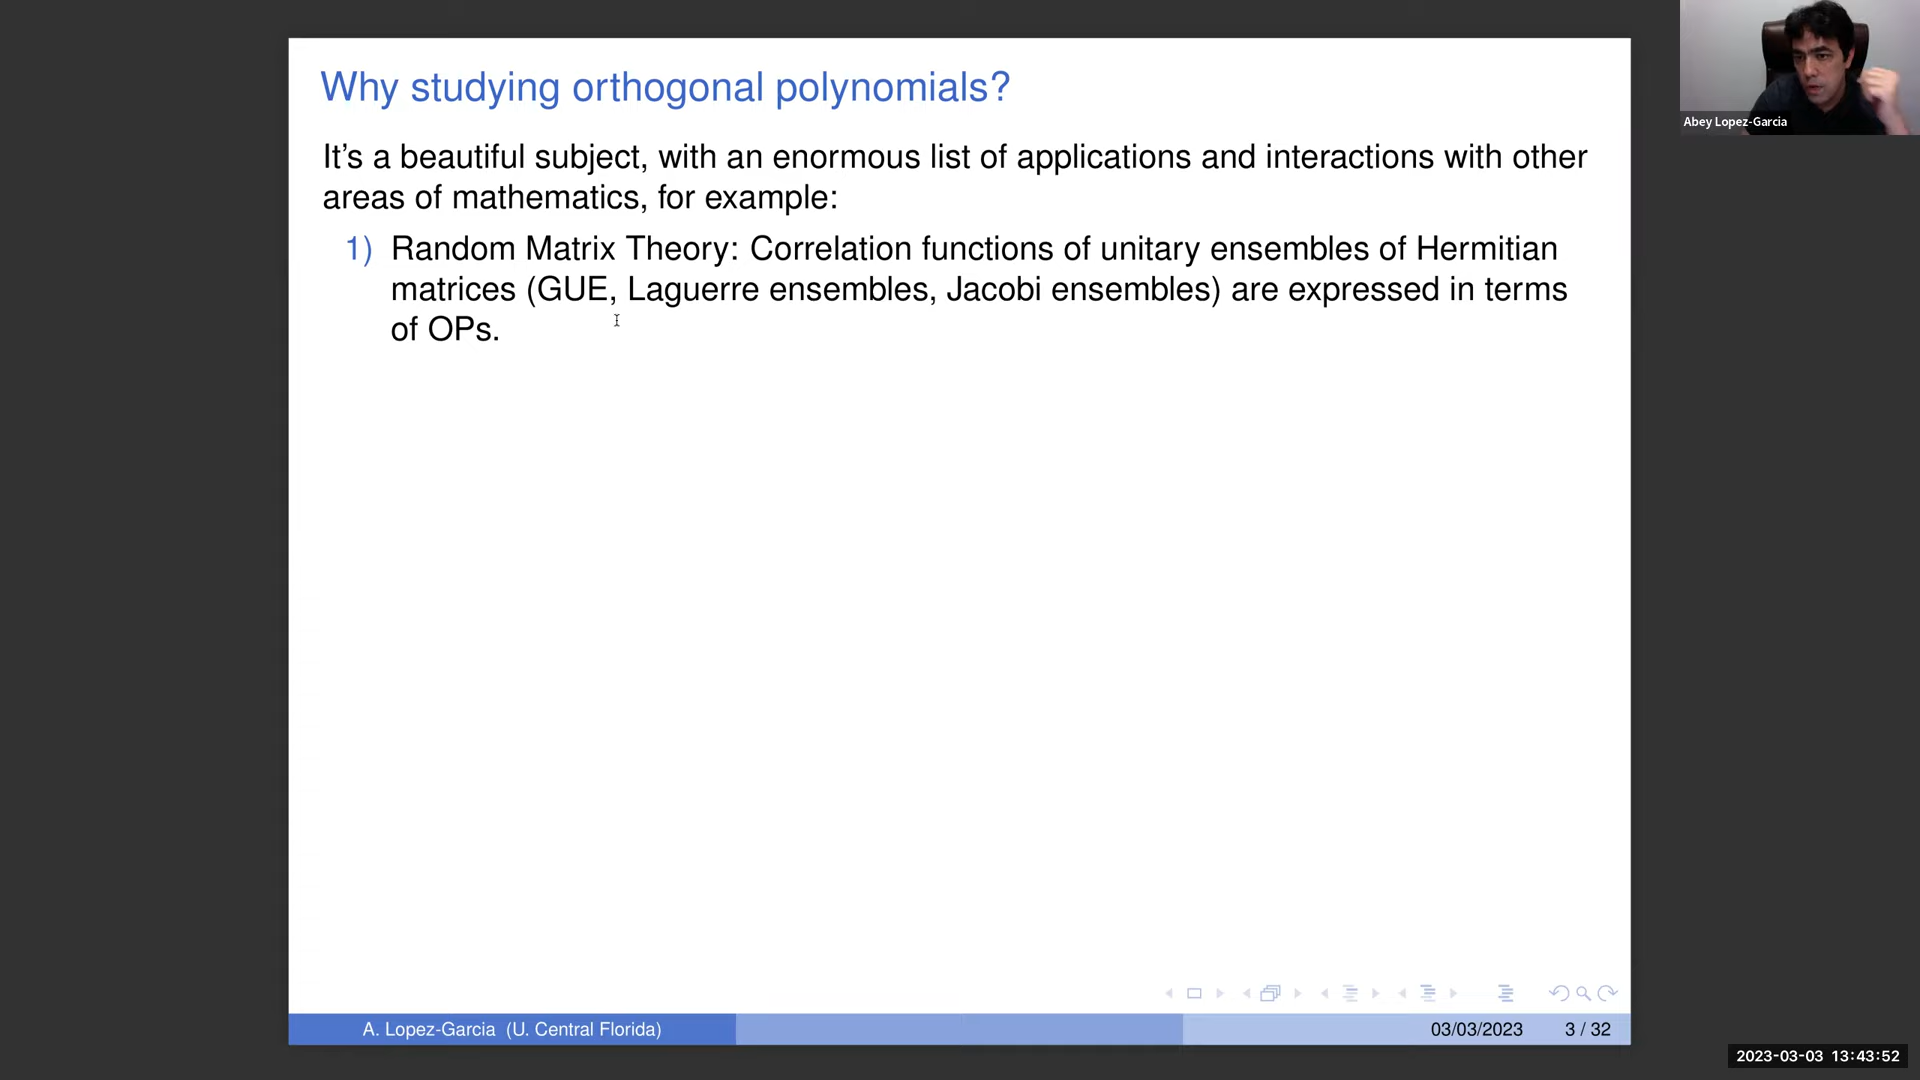 Why studying orthogonal polynomials?
It's a beautiful subject, with an enormous list of applications and interactions with other
areas of mathematics, for example:
1) Random Matrix Theory: Correlation functions of unitary ensembles of Hermitian
matrices (GUE, Laguerre ensembles, Jacobi ensembles) are expressed in terms
of OPs.
Abey Lopez-Garcia
A. Lopez-Garcia (U. Central Florida)
03/03/2023
3 / 32
2023-03-03 13:43:52